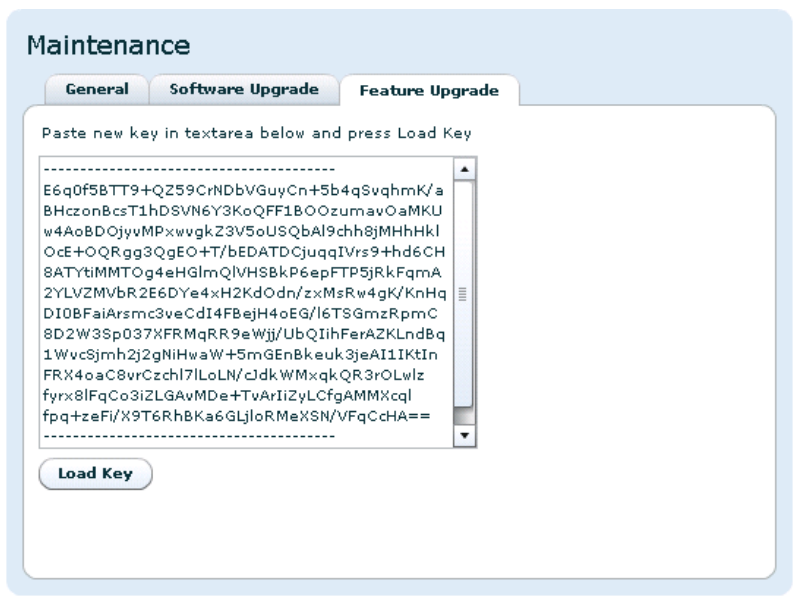 Maintenance
General
Software Upgrade
Feature Upgrade
Paste new key in textarea below and press Load Key
----------------------------------------
E6q0f5BTT9+QZ59CrNDbVGuyCn+5b4qSvqhmK/a
BHczonBcsT1hDSVN6Y3KoQFF1BOOzumavOaMKU
w4AoBDOjyvMPxwvgkZ3V5oUSQbAl9chh8jMHhHkl
OcE+OQRgg3QgEO+T/bEDATDCjuqqIVrs9+hd6CH
8ATYtiMMTOg4eHGlmQlVHSBkP6epFTP5jRkFqmA
2YLVZMVbR2E6DYe4xH2KdOdn/zxMsRw4gK/KnHq
DI0BFaiArsmc3veCdI4FBejH4oEG/l6TSGmzRpmC
8D2W3Sp037XFRMqRR9eWjj/UbQIihFerAZKLndBq
1WvcSjmh2j2gNiHwaW+5mGEnBkeuk3jeAI1IKtIn
FRX4oaC8vrCzchl7lLoLN/cJdkWMxqkQR3rOLwlz
fyrx8lFqCo3iZLGAvMDe+TvArIiZyLCfgAMMXcql
fpq+zeFi/X9T6RhBKa6GLjloRMeXSN/VFqCcHA==
----------------------------------------
Load Key